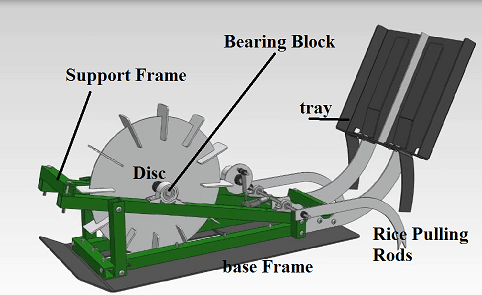 Bearing Block
Support Frame
tray
Disc
Rice Pulling
Rods
base Frame